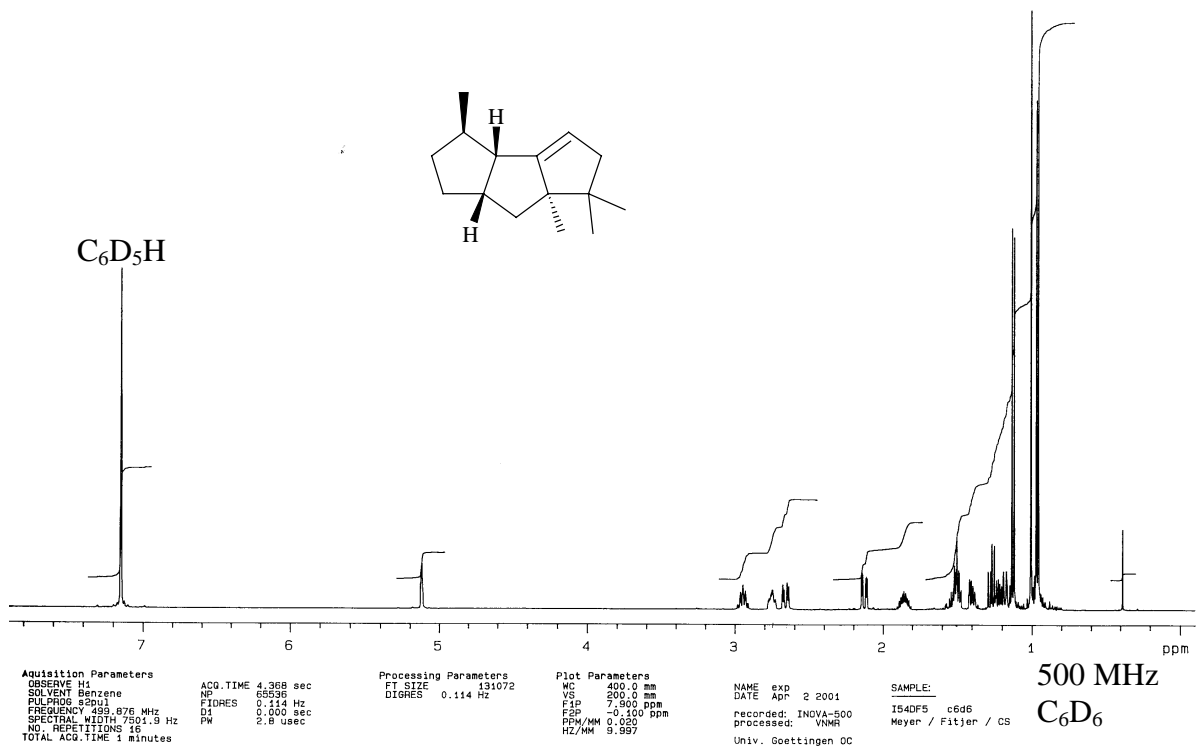 H
H
C6D5H
7
6
5
4
3
2
1
ppm
Aquisition Parameters
OBSERVE H1
SOLVENT Benzene
PULPROG s2pul
FREQUENCY 499.876 MHz
SPECTRAL WIDTH 7501.9 Hz
NO. REPETITIONS 16
TOTAL ACQ.TIME 1 minutes
ACQ.TIME 4.368 sec
NP 65536
FIDRES 0.114 Hz
D1 0.000 sec
PW 2.8 usec
Processing Parameters
FT SIZE 131072
DIGRES 0.114 Hz
Plot Parameters
WC 400.0 mm
VS 200.0 mm
F1P 7.900 ppm
F2P -0.100 ppm
PPM/MM 0.020
HZ/MM 9.997
NAME exp
DATE Apr 2 2001
recorded: INOVA-500
processed: VNMR
Univ. Goettingen OC
SAMPLE:
I54DF5 c6d6
Meyer / Fitjer / CS
500 MHz
C6D6